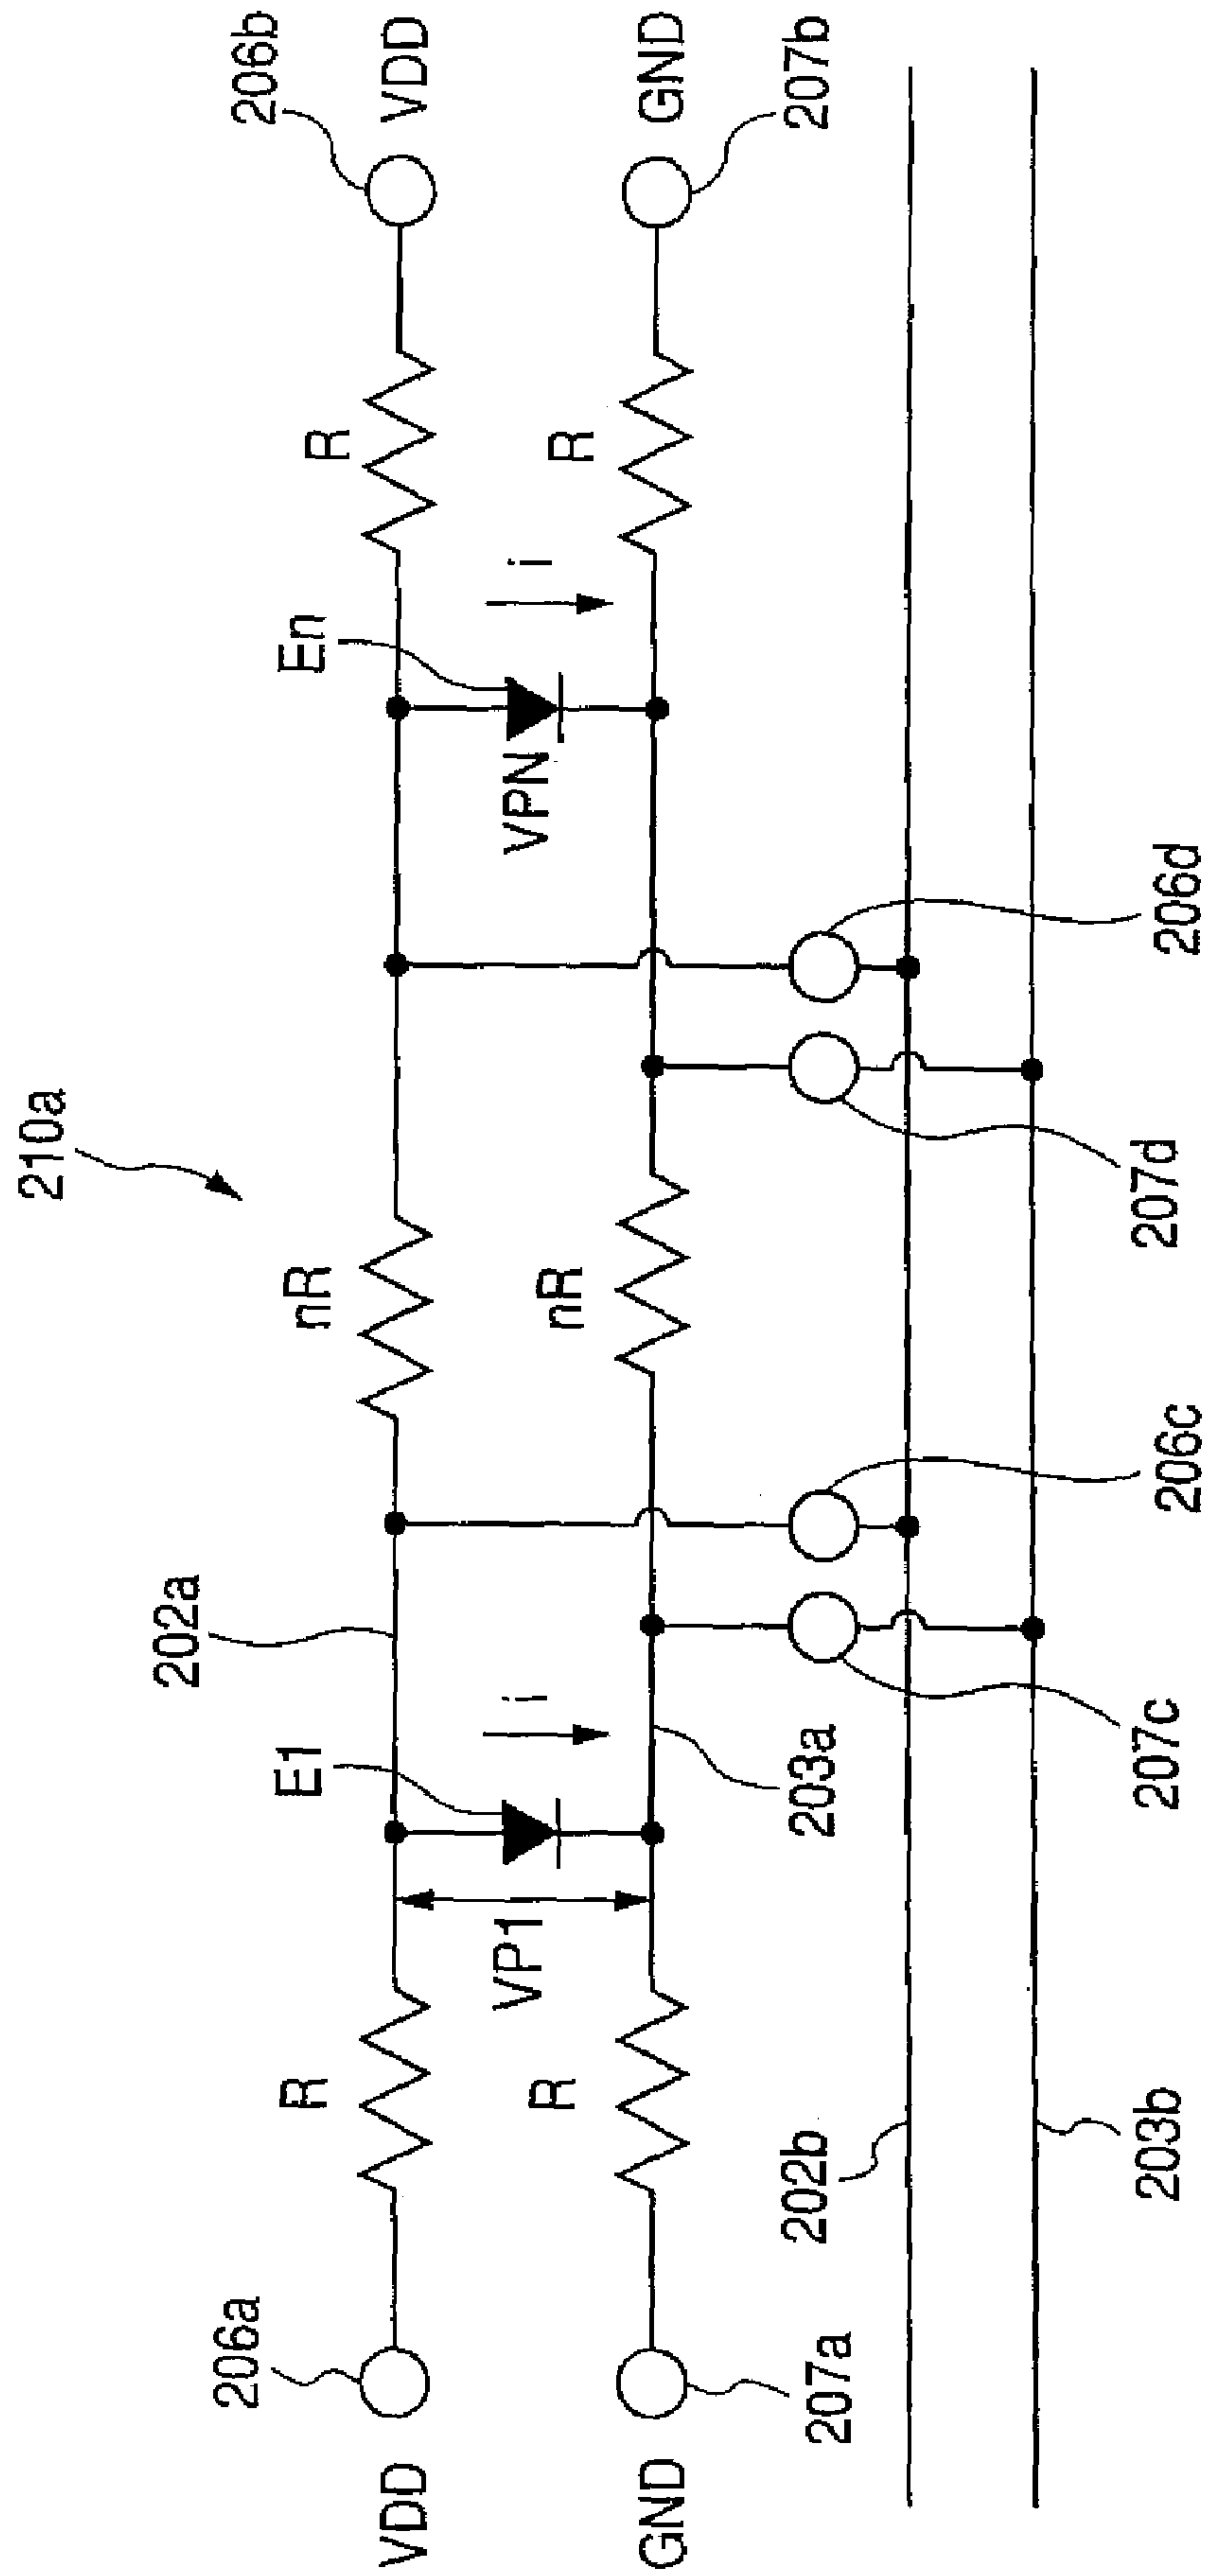 210a
202a
206a
206b
R
E1
nR
En
R
VDD
VDD
VP1
i
VPN
i
R
nR
R
GND
GND
207a
202b
203a
207b
203b
207c
206c
207d
206d